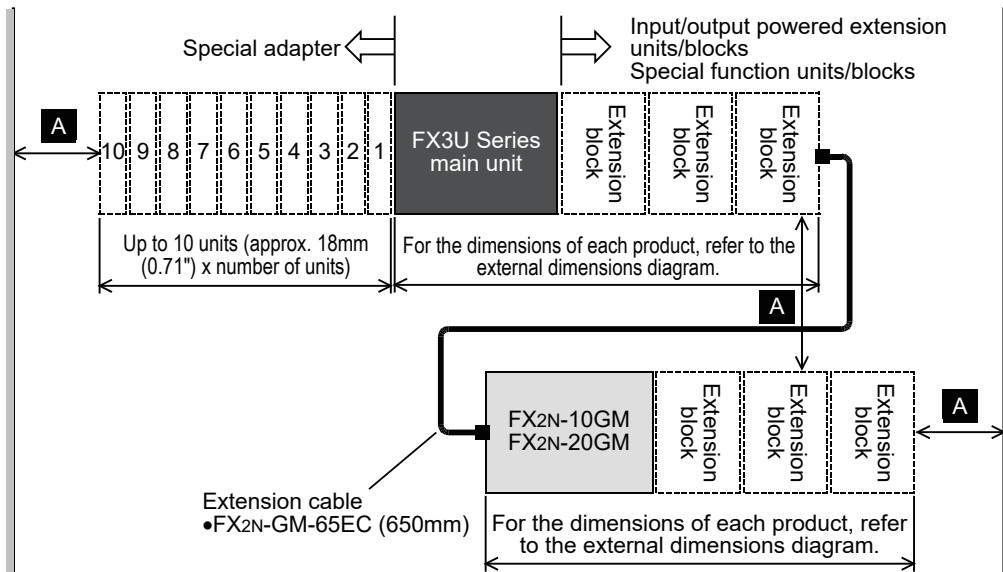 Special adapter
Input/output powered extension
units/blocks
Special function units/blocks
A
10 9 8 7 6 5 4 3 2 1
FX3U Series
main unit
Extension
block
Extension
block
Extension
block
Up to 10 units (approx. 18mm
(0.71") x number of units)
For the dimensions of each product, refer to the
external dimensions diagram.
A
FX2N-10GM
FX2N-20GM
Extension
block
Extension
block
Extension
block
A
Extension cable
•FX2N-GM-65EC (650mm)
For the dimensions of each product, refer
to the external dimensions diagram.